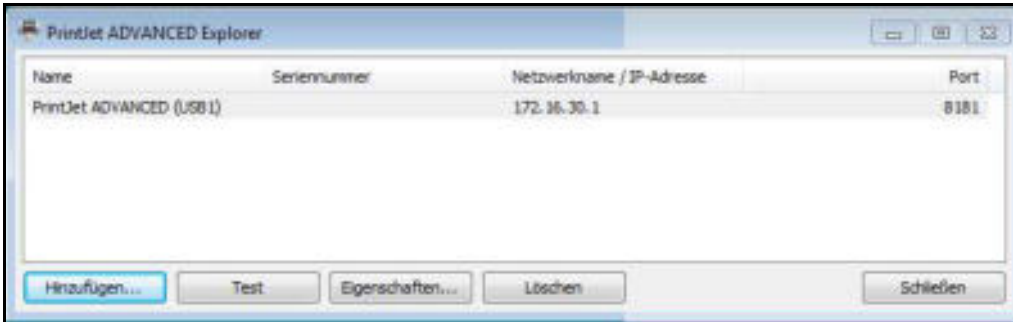 PrintJet ADVANCED Explorer
Name Seriennummer Netzwerkname / IP-Adresse Port
PrintJet ADVANCED (USB1) 172.16.30.1 8181
Hinzufügen... Test Eigenschaften... Löschen Schließen